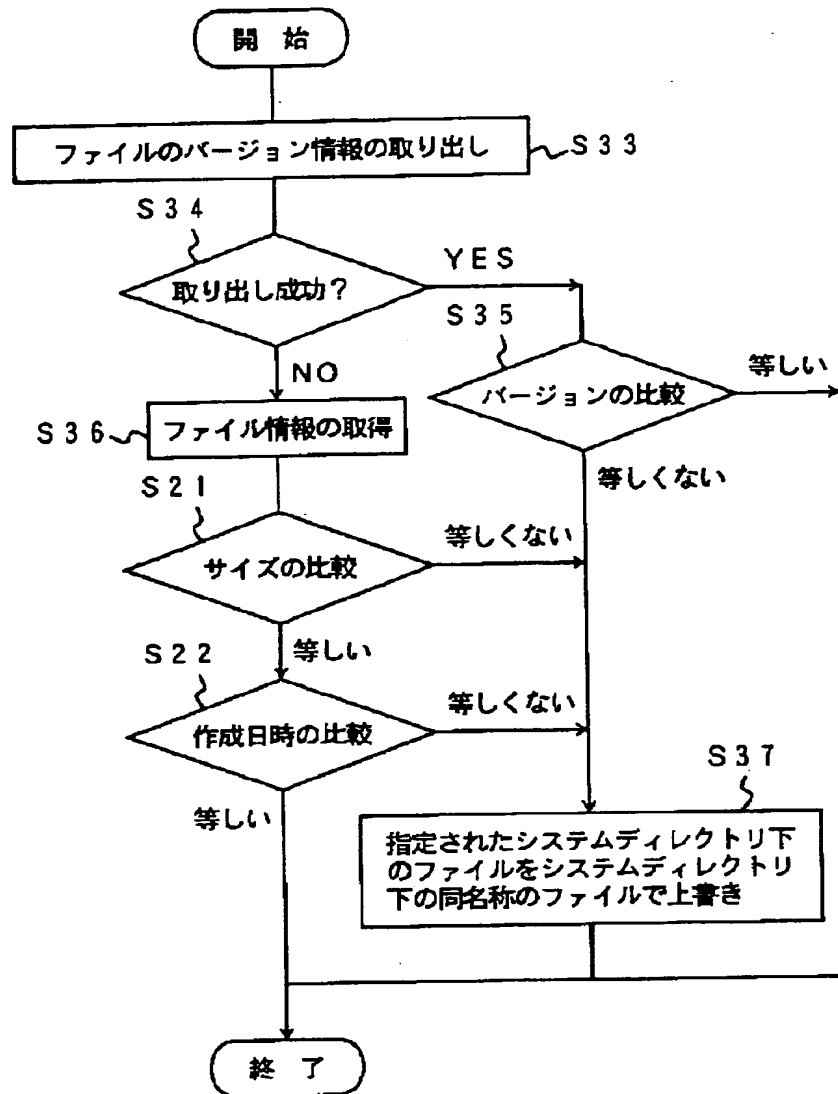 開 始
ファイルのバージョン情報の取り出し
S33
S34
取り出し成功？
YES
S35
NO
バージョンの比較
等しい
S36
ファイル情報の取得
等しくない
S21
サイズの比較
等しくない
等しい
S22
作成日時の比較
等しくない
等しい
S37
指定されたシステムディレクトリ下
のファイルをシステムディレクトリ
下の同名称のファイルで上書き
終 了